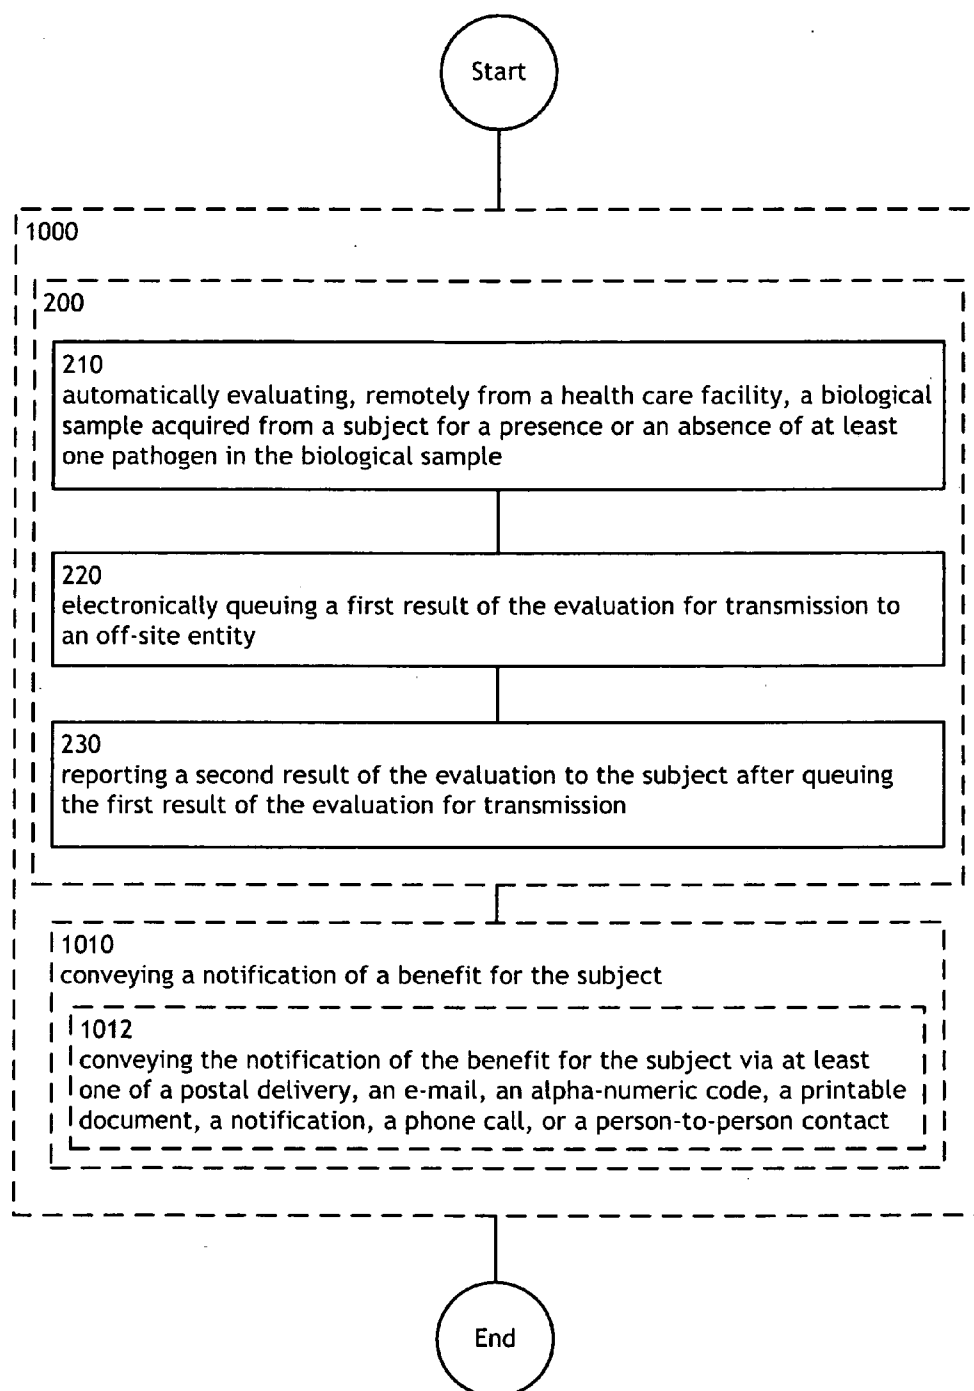 Start
1000
200
210
automatically evaluating, remotely from a health care facility, a biological
sample acquired from a subject for a presence or an absence of at least
one pathogen in the biological sample
220
electronically queuing a first result of the evaluation for transmission to
an off-site entity
230
reporting a second result of the evaluation to the subject after queuing
the first result of the evaluation for transmission
1010
conveying a notification of a benefit for the subject
1012
conveying the notification of the benefit for the subject via at least
one of a postal delivery, an e-mail, an alpha-numeric code, a printable
document, a notification, a phone call, or a person-to-person contact
End